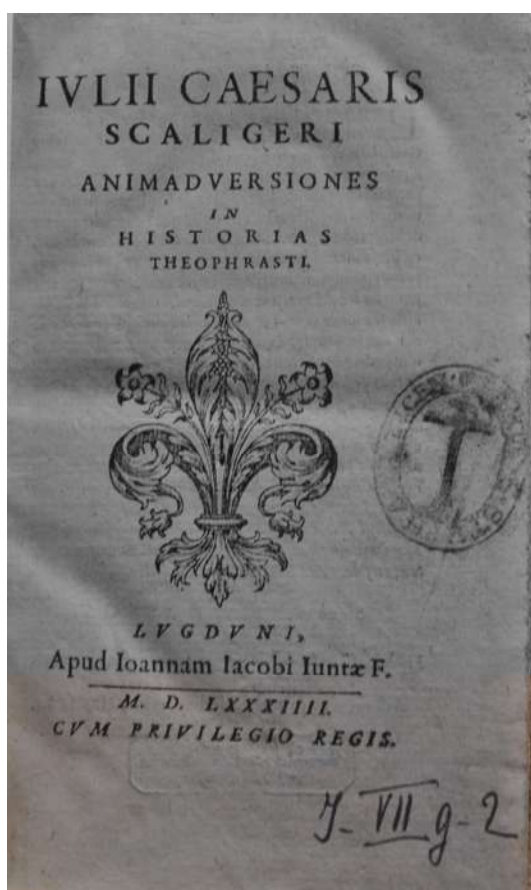 IVLII CAESARIS
SCALIGERI
ANIMADVERSIONES
IN
HISTORIAS
THEOPHRASTI.
LVGDVNI,
Apud Ioannam Iacobi Iuntæ F.
M. D. LXXXIIII.
CVM PRIVILEGIO REGIS.
J- VII g- 2